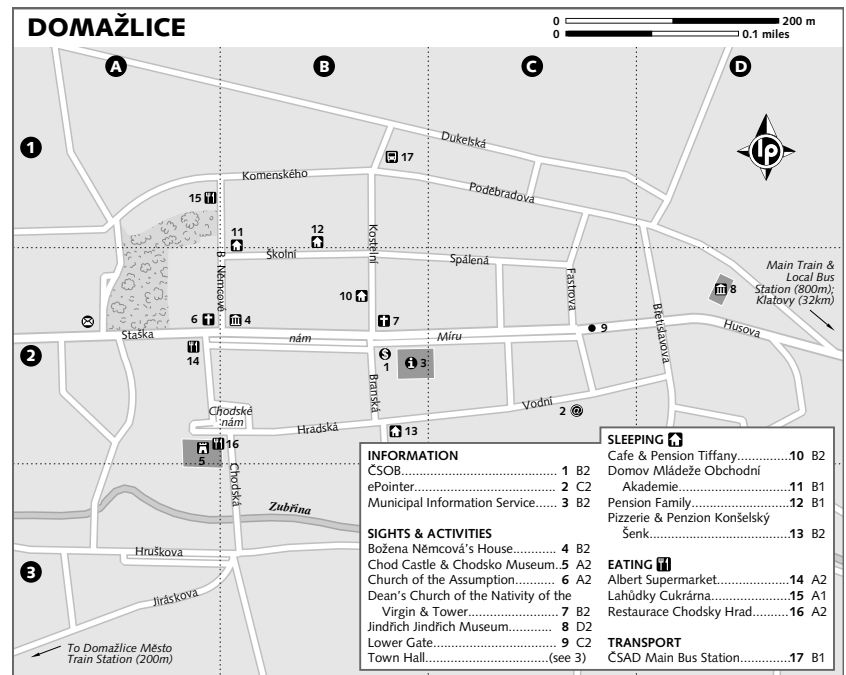 DOMAŽLICE
0 200 m
0 0.1 miles
A B C D
1
Dukelská
17
Komenského
Poděbradova
15
11
12
Kostelní
Školní
Spálená
B Němcové
Fastrova
Main Train &
Local Bus
Station (800m);
Klatovy (32km)
8
10
Břetislavova
6
4
7
9
Husova
Staška
nám
Míru
2
14
1
3
Branská
Chodské
nám
Vodní
2 @
Hradská
13
16
5
Chodská
Zubřina
Hruškova
3
Jiráskova
To Domažlice Město
Train Station (200m)
lp
INFORMATION
ČSOB.................................... 1 B2
ePointer................................ 2 C2
Municipal Information Service...... 3 B2
SIGHTS & ACTIVITIES
Božena Němcová's House............ 4 B2
Chod Castle & Chodsko Museum..5 A2
Church of the Assumption........... 6 A2
Dean's Church of the Nativity of the
Virgin & Tower....................... 7 B2
Jindřich Jindřich Museum............ 8 D2
Lower Gate............................. 9 C2
Town Hall..............................(see 3)
SLEEPING
Cafe & Pension Tiffany...............10 B2
Domov Mládeže Obchodní
Akademie............................11 B1
Pension Family........................12 B1
Pizzerie & Penzion Konšelský
Šenk...................................13 B2
EATING
Albert Supermarket...................14 A2
Lahůdky Cukrárna....................15 A1
Restaurace Chodsky Hrad..........16 A2
TRANSPORT
ČSAD Main Bus Station.............17 B1